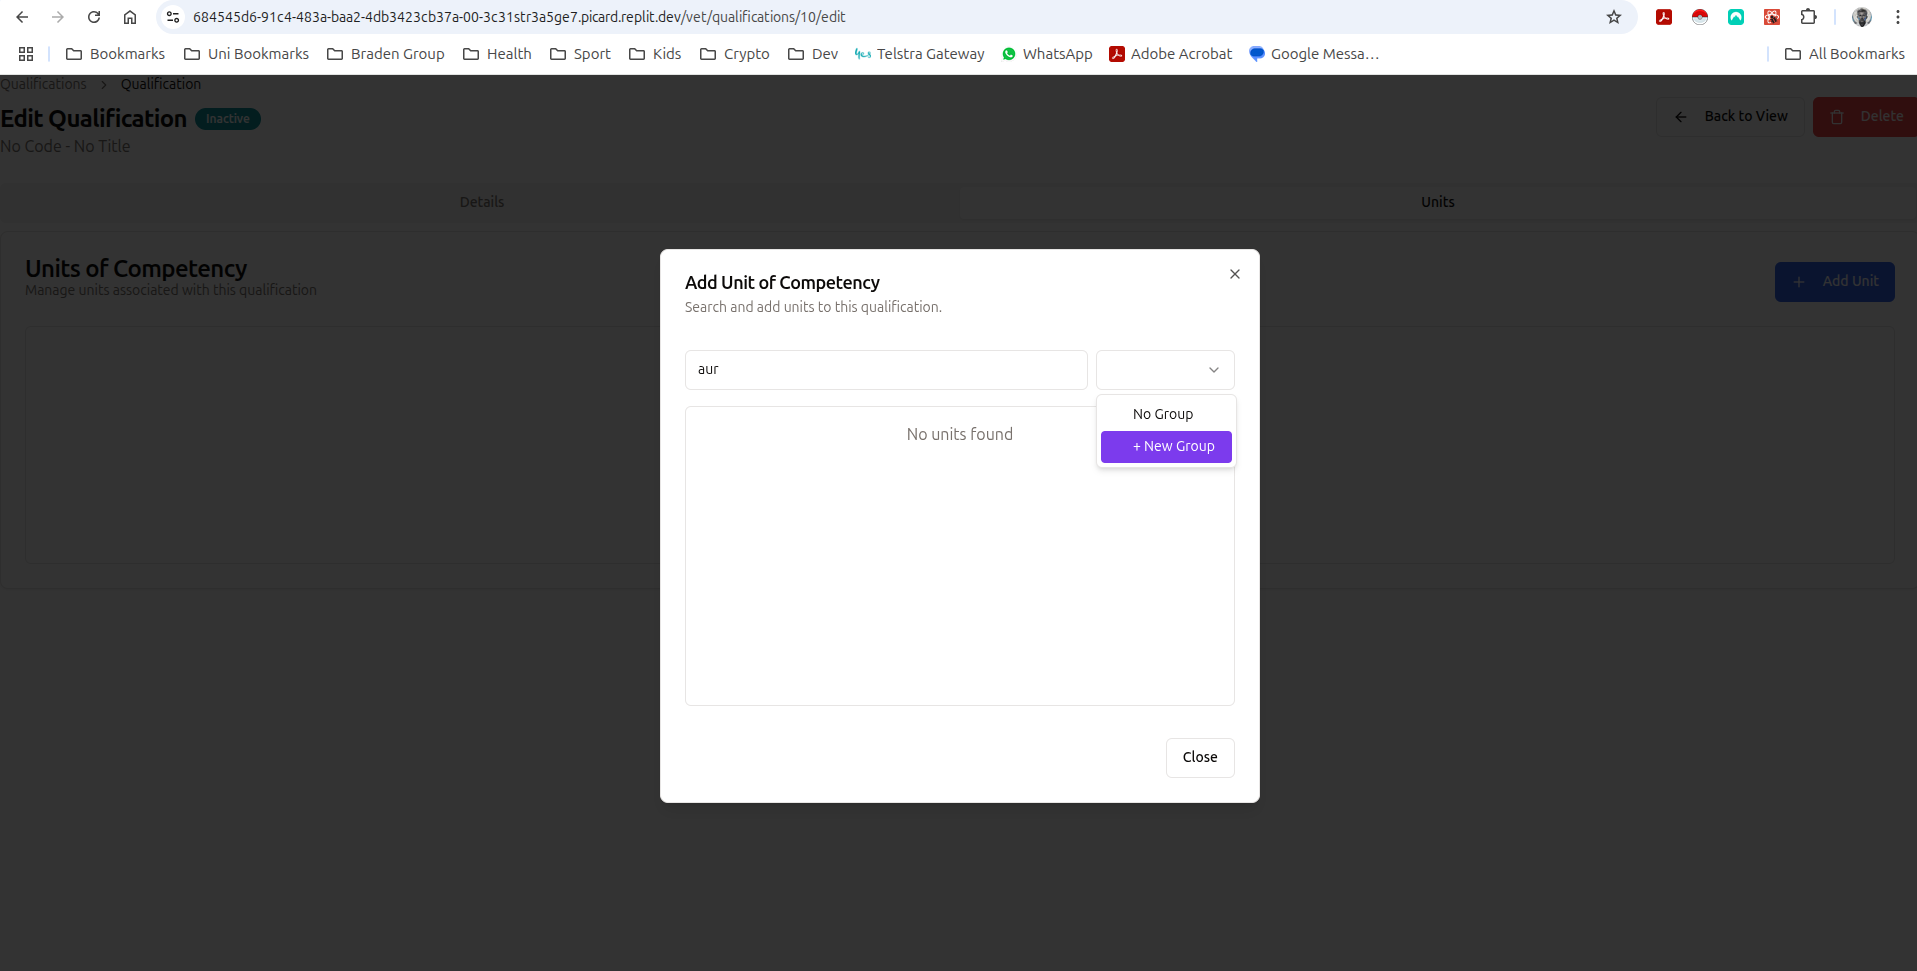 684545d6-91c4-483a-baa2-4db3423cb37a-00-3c31str3a5ge7.picard.replit.dev/vet/qualifications/10/edit
Bookmarks Uni Bookmarks Braden Group Health Sport Kids Crypto Dev Telstra Gateway WhatsApp Adobe Acrobat Google Messa... All Bookmarks
Qualifications > Qualification
Edit Qualification Inactive
Back to View Delete
No Code - No Title
Details Units
Units of Competency
Manage units associated with this qualification
+ Add Unit
Add Unit of Competency
Search and add units to this qualification.
aur
No Group
+ New Group
No units found
Close